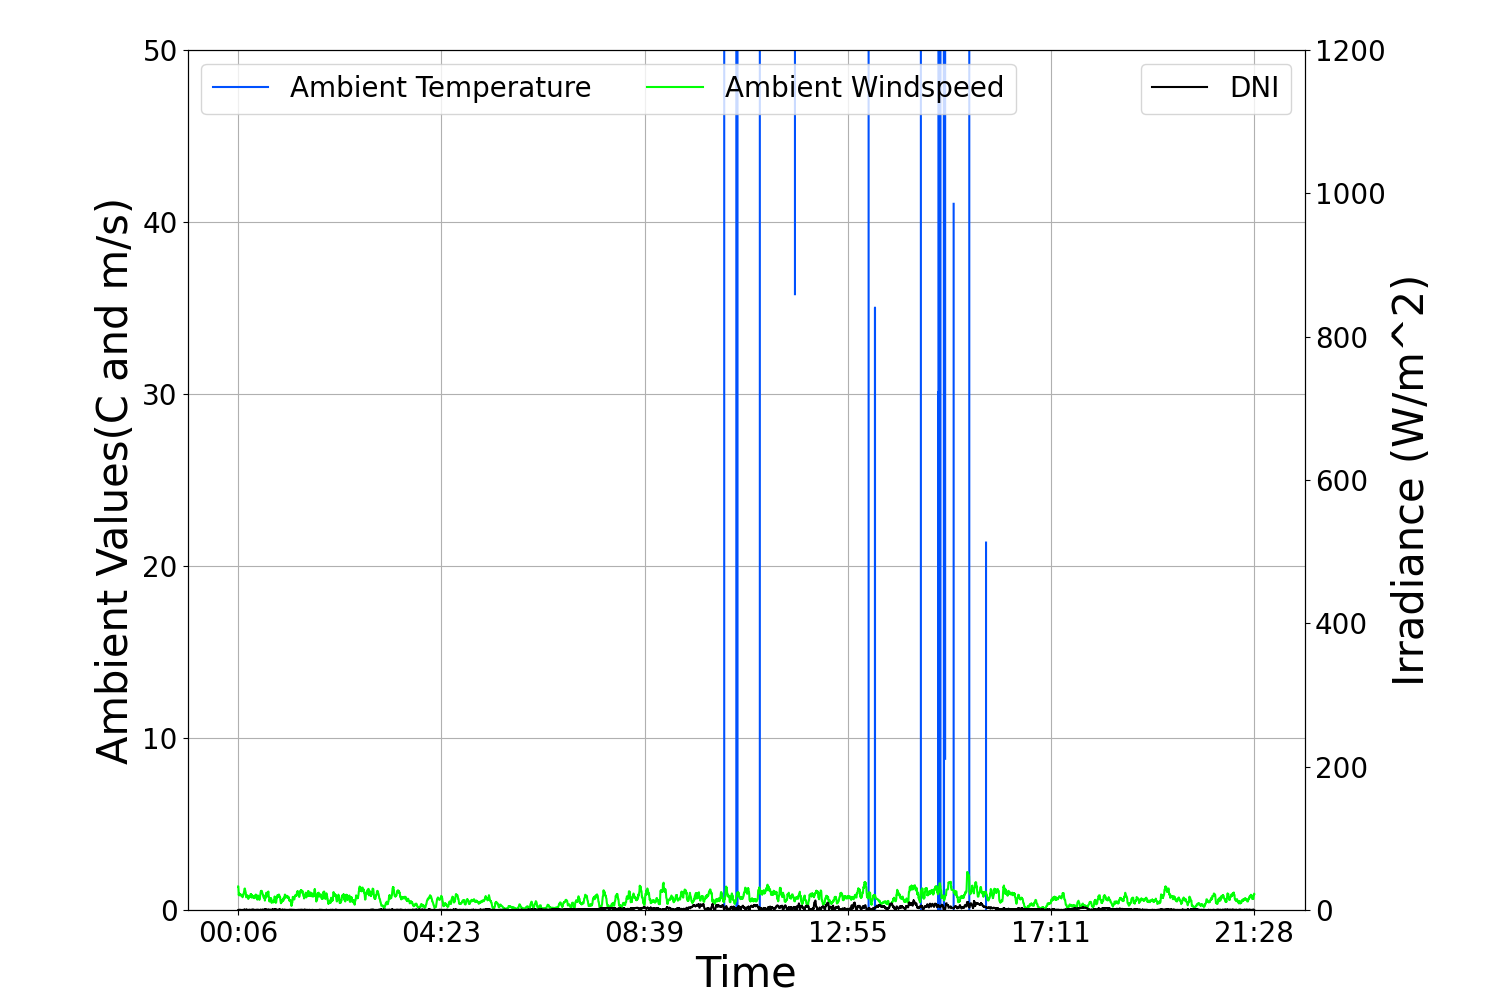 Ambient Temperature
Ambient Windspeed
DNI
50
40
30
20
10
0
Ambient Values(C and m/s)
1200
1000
800
600
400
200
0
Irradiance (W/m^2)
00:06 04:23 08:39 12:55 17:11 21:28
Time